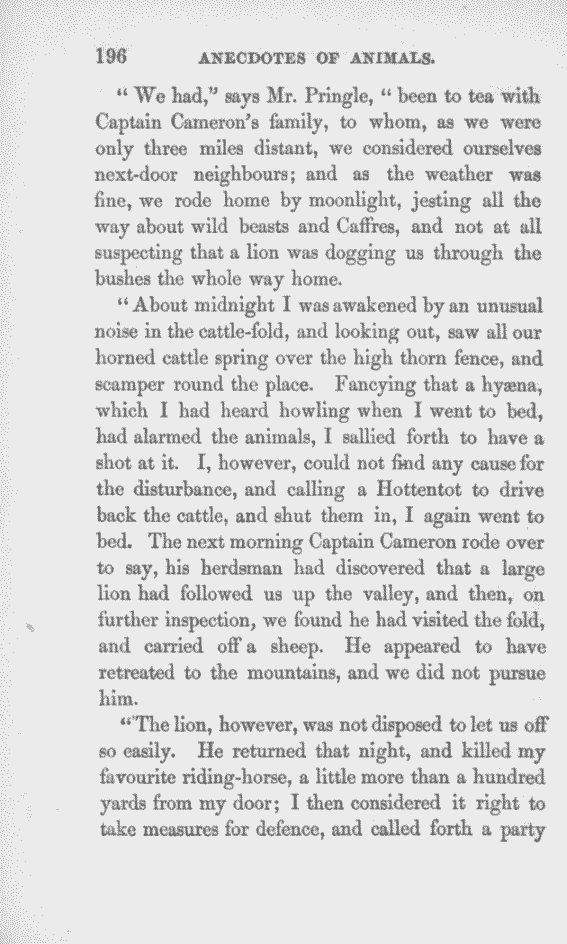 196 ANECDOTES OF ANIMALS.
“ We had,” says Mr. Pringle, “ been to tea with
Captain Cameron’s family, to whom, as we were
only three miles distant, we considered ourselves
next-door neighbours; and as the weather was
fine, we rode home by moonlight, jesting all the
way about wild beasts and Caffres, and not at all
suspecting that a lion was dogging us through the
bushes the whole way home.
“ About midnight I was awakened by an unusual
noise in the cattle-fold, and looking out, saw all our
horned cattle spring over the high thorn fence, and
scamper round the place. Fancying that a hyæna,
which I had heard howling when I went to bed,
had alarmed the animals, I sallied forth to have a
shot at it. I, however, could not find any cause for
the disturbance, and calling a Hottentot to drive
back the cattle, and shut them in, I again went to
bed. The next morning Captain Cameron rode over
to say, his herdsman had discovered that a large
lion had followed us up the valley, and then, on
further inspection, we found he had visited the fold,
and carried off a sheep. He appeared to have
retreated to the mountains, and we did not pursue
him.
“ The lion, however, was not disposed to let us off
so easily. He returned that night, and killed my
favourite riding-horse, a little more than a hundred
yards from my door; I then considered it right to
take measures for defence, and called forth a party